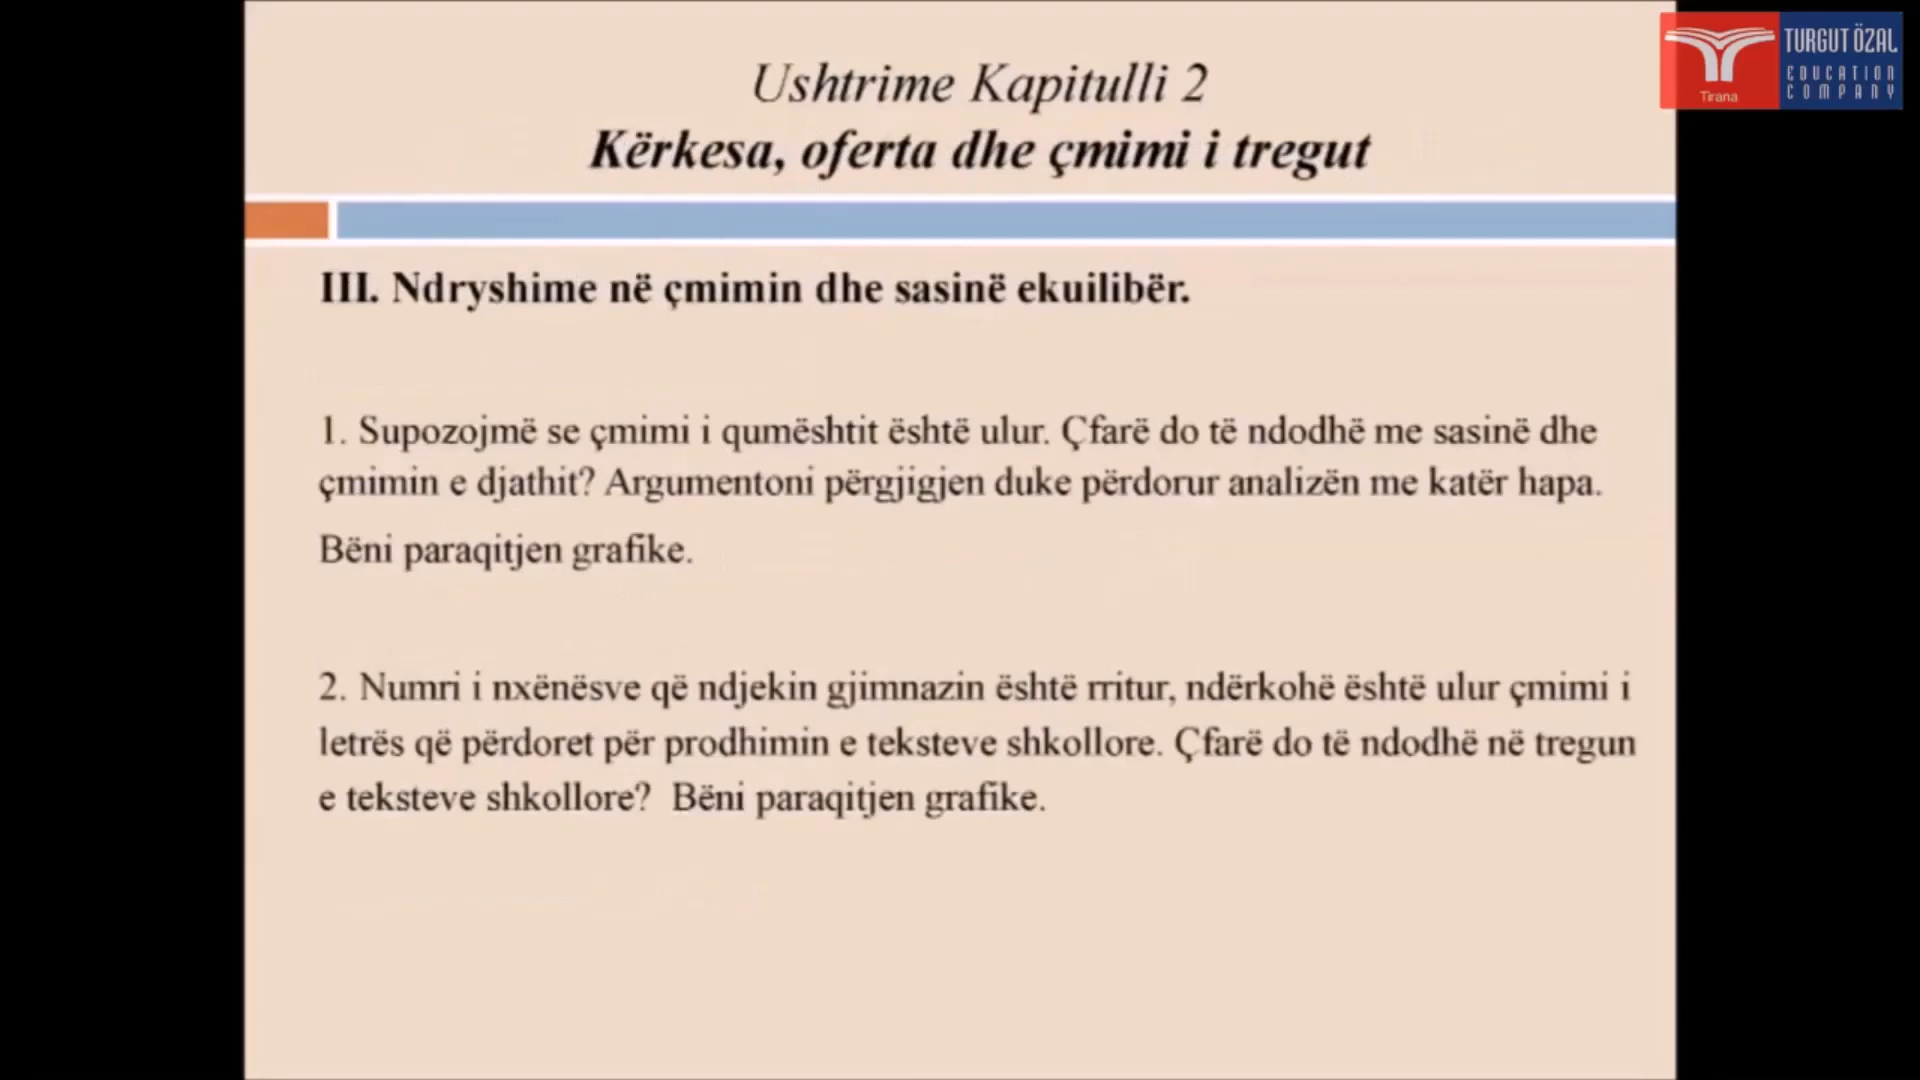 Ushtrime Kapitulli 2
Kërkesa, oferta dhe çmimi i tregut
TURGUT ÖZAL
EDUCATION
COMPANY
Tirana
III. Ndryshime në çmimin dhe sasinë ekuilibër.
1. Supozojmë se çmimi i qumështit është ulur. Çfarë do të ndodhë me sasinë dhe
çmimin e djathit? Argumentoni përgjigjen duke përdorur analizën me katër hapa.
Bëni paraqitjen grafike.
2. Numri i nxënësve që ndjekin gjimnazin është rritur, ndërkohë është ulur çmimi i
letrës që përdoret për prodhimin e teksteve shkollore. Çfarë do të ndodhë në tregun
e teksteve shkollore? Bëni paraqitjen grafike.